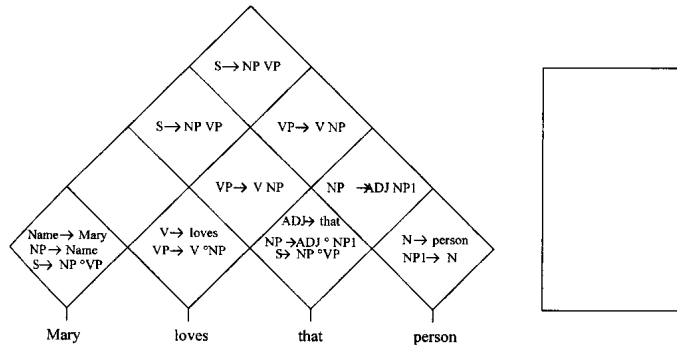 S→ NP VP
S→ NP VP
VP→ V NP
VP→ V NP
NP →ADJ NP1
Name→ Mary
NP→ Name
S→ NP °VP
V→ loves
VP→ V °NP
ADJ→ that
NP →ADJ ° NP1
S→ NP °VP
N→ person
NP1→ N
Mary loves that person